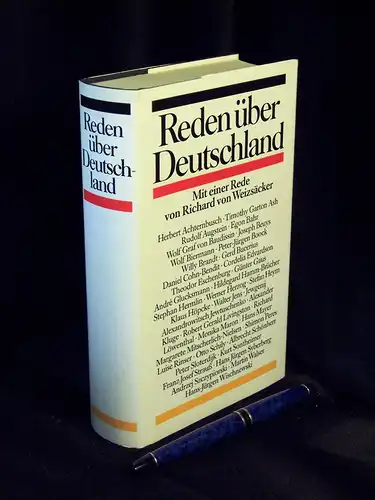 Reden
über
Deutsch-
land
Reden über
Deutschland
Mit einer Rede
von Richard von Weizsäcker
Herbert Achternbusch · Timothy Garton Ash
Rudolf Augstein · Egon Bahr
Wolf Graf von Baudissin · Joseph Beuys
Wolf Biermann · Peter-Jürgen Boock
Willy Brandt · Gerd Bucerius
Daniel Cohn-Bendit · Cordelia Edvardson
Theodor Eschenburg · Günter Gaus
André Glucksmann · Hildegard Hamm-Brücher
Stephan Hermlin · Werner Herzog · Stefan Heym
Klaus Höpcke · Walter Jens · Jewgenij
Alexandrowitsch Jewtuschenko · Alexander
Kluge · Robert Gerald Livingston · Richard
Löwenthal · Monika Maron · Hans Mayer
Margarete Mitscherlich-Nielsen · Shimon Peres
Luise Rinser · Otto Schily · Albrecht Schönherr
Peter Sloterdijk · Kurt Sontheimer
Franz Josef Strauß · Hans Jürgen Syberberg
Andrzej Szczypiorski · Martin Walser
Hans-Jürgen Wischnewski